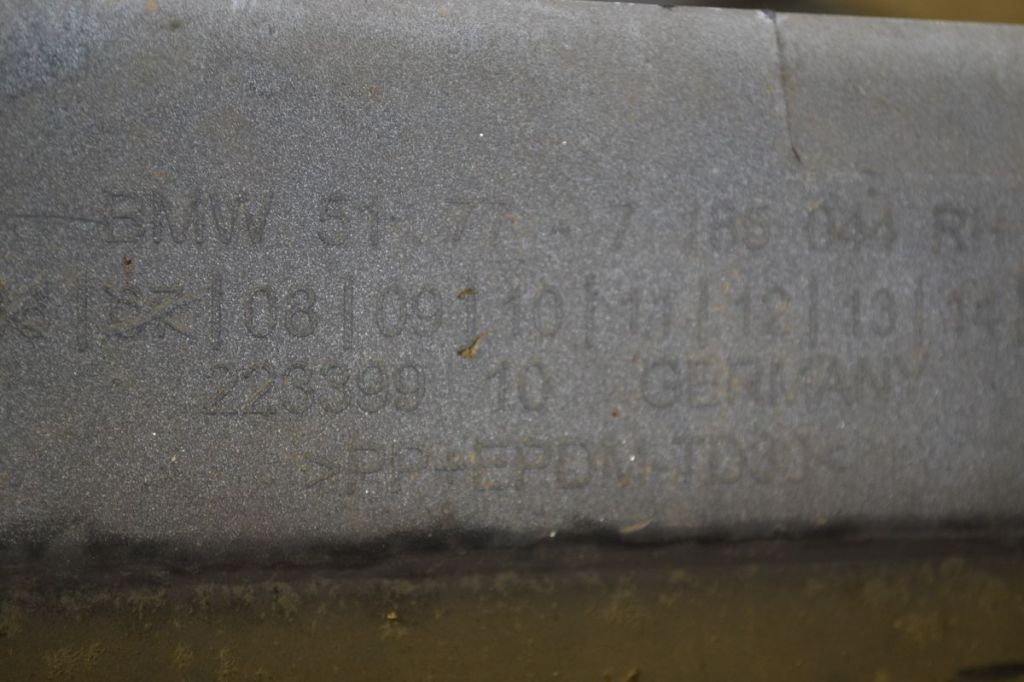 BMW 51.77-7 185 044 RH
|08|09|10|11|12|13|14
223399 10 GERMANY
>PP+EPDM-TD30<